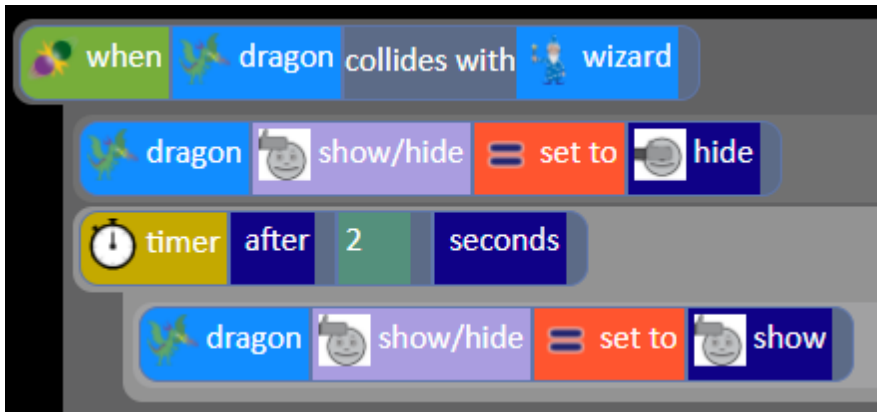 when dragon collides with wizard
dragon show/hide set to hide
timer after 2 seconds
dragon show/hide set to show